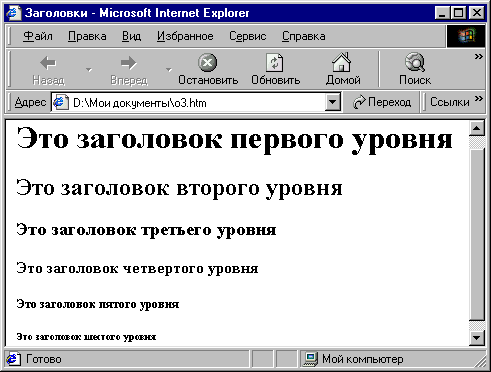 Заголовки - Microsoft Internet Explorer
Файл Правка Вид Избранное Сервис Справка
Назад Вперед Остановить Обновить Домой Поиск »
Адрес D:\Мои документы\о3.htm Переход Ссылки »
Это заголовок первого уровня
Это заголовок второго уровня
Это заголовок третьего уровня
Это заголовок четвертого уровня
Это заголовок пятого уровня
Это заголовок шестого уровня
Готово Мой компьютер